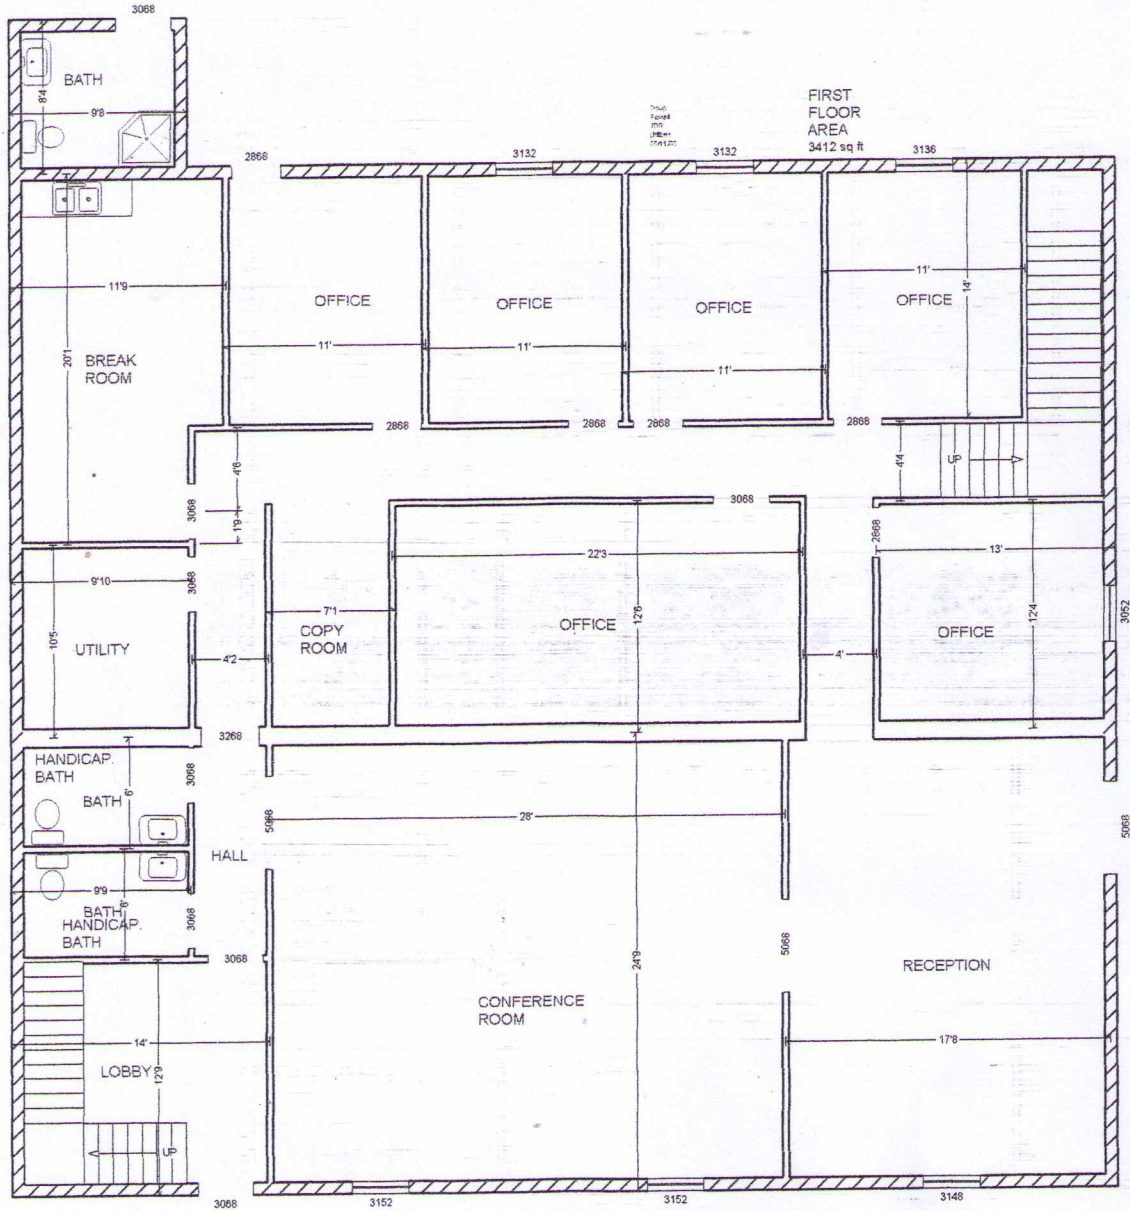 3068
BATH
8'4
9'8
FIRST
FLOOR
AREA
3412 sq ft
2868
3132
3132
3136
11'9
20'1
BREAK
ROOM
OFFICE
11'
OFFICE
11'
OFFICE
11'
11'
OFFICE
14'
2868
2868
2868
2868
4'6
3068
1'9
4'4
UP
3068
2868
9'10
3068
10'5
UTILITY
4'2
7'1
COPY
ROOM
22'3
OFFICE
12'6
4'
13'
OFFICE
12'4
3052
3268
HANDICAP.
BATH
BATH
3068
6'
5068
28'
5068
HALL
9'9
BATH
HANDICAP.
BATH
6'
3068
3068
24'9
5068
CONFERENCE
ROOM
RECEPTION
14'
LOBBY
12'9
17'8
UP
3068
3152
3152
3148